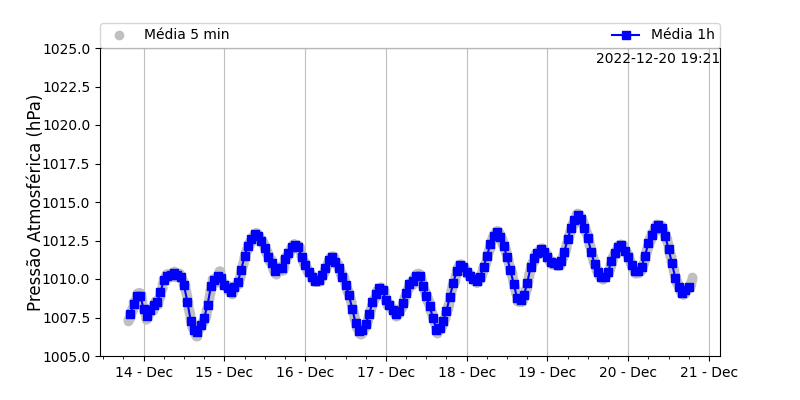 Média 5 min
Média 1h
2022-12-20 19:21
Pressão Atmosférica (hPa)
1025.0
1022.5
1020.0
1017.5
1015.0
1012.5
1010.0
1007.5
1005.0
14 - Dec
15 - Dec
16 - Dec
17 - Dec
18 - Dec
19 - Dec
20 - Dec
21 - Dec